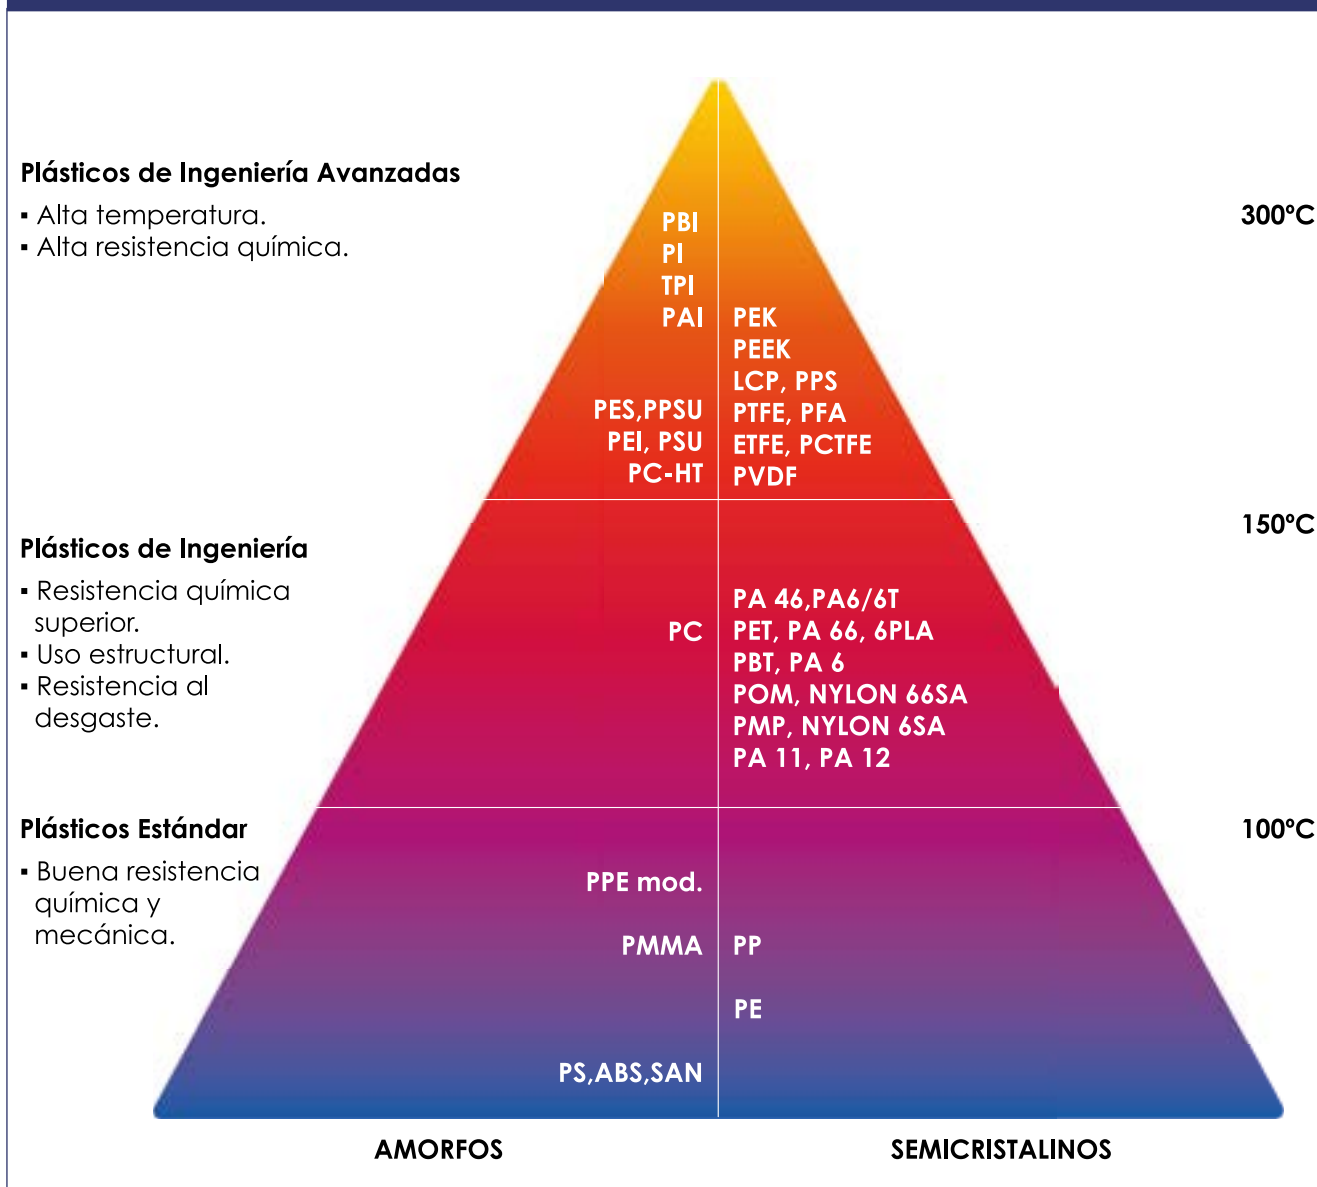 Plásticos de Ingeniería Avanzadas
▪ Alta temperatura.
▪ Alta resistencia química.
300ºC
PBI
PI
TPI
PAI
PES,PPSU
PEI, PSU
PC-HT
PEK
PEEK
LCP, PPS
PTFE, PFA
ETFE, PCTFE
PVDF
150ºC
Plásticos de Ingeniería
▪ Resistencia química
superior.
▪ Uso estructural.
▪ Resistencia al
desgaste.
PC
PA 46,PA6/6T
PET, PA 66, 6PLA
PBT, PA 6
POM, NYLON 66SA
PMP, NYLON 6SA
PA 11, PA 12
100ºC
Plásticos Estándar
▪ Buena resistencia
química y
mecánica.
PPE mod.
PMMA
PS,ABS,SAN
PP
PE
AMORFOS
SEMICRISTALINOS